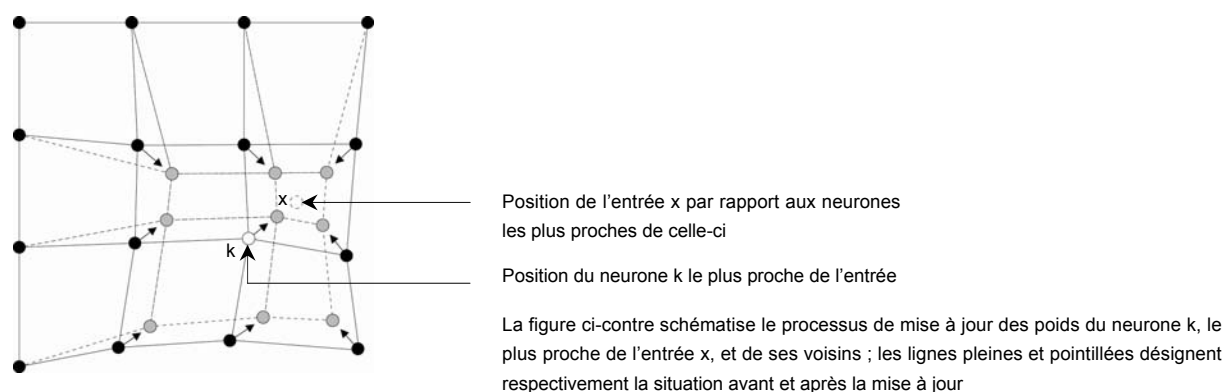 x
Position de l'entrée x par rapport aux neurones
les plus proches de celle-ci
k
Position du neurone k le plus proche de l'entrée
La figure ci-contre schématise le processus de mise à jour des poids du neurone k, le
plus proche de l'entrée x, et de ses voisins ; les lignes pleines et pointillées désignent
respectivement la situation avant et après la mise à jour